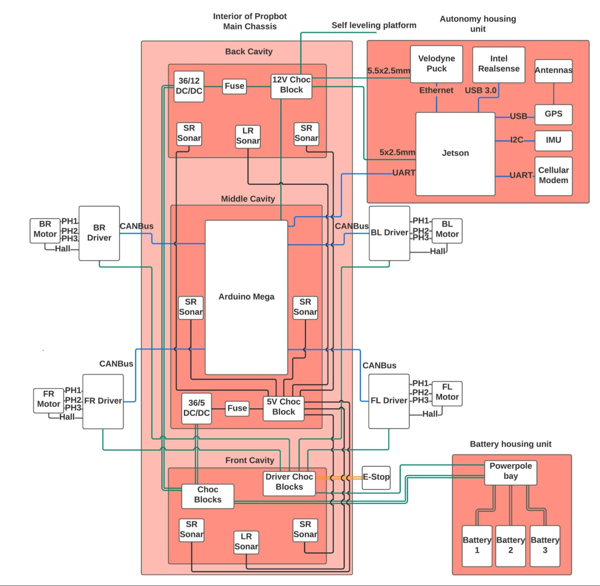 Interior of Propbot
Main Chassis
Self leveling platform
Autonomy housing
unit
Back Cavity
36/12
DC/DC
Fuse
12V Choc
Block
5.5x2.5mm
Velodyne
Puck
Intel
Realsense
Antennas
Ethernet
USB 3.0
USB
GPS
SR
Sonar
LR
Sonar
SR
Sonar
5x2.5mm
Jetson
I2C
IMU
UART
UART
Cellular
Modem
Middle Cavity
BR
Motor
PH1
PH2
PH3
Hall
BR
Driver
CANBus
CANBus
BL Driver
PH1
PH2
PH3
Hall
BL
Motor
Arduino Mega
SR
Sonar
SR
Sonar
CANBus
CANBus
FR
Motor
PH1
PH2
PH3
Hall
FR Driver
36/5
DC/DC
Fuse
5V Choc
Block
FL Driver
PH1
PH2
PH3
Hall
FL
Motor
Front Cavity
Driver Choc
Blocks
E-Stop
Choc
Blocks
SR
Sonar
LR
Sonar
SR
Sonar
Battery housing unit
Powerpole
bay
Battery
1
Battery
2
Battery
3